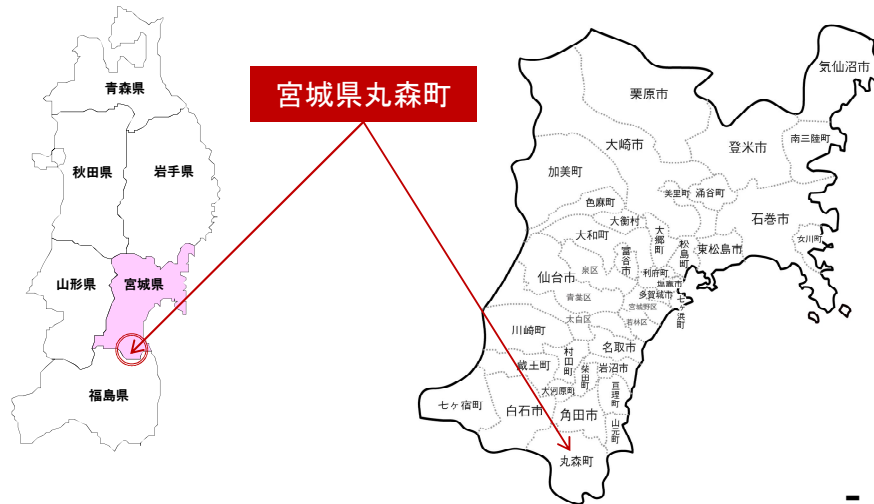 青森県
秋田県
岩手県
山形県
宮城県
福島県
宮城県丸森町
気仙沼市
栗原市
南三陸町
大崎市
登米市
加美町
美里町
涌谷町
色麻町
石巻市
大衡村
大和町
大郷町
松島町
東松島市
女川町
富谷市
泉区
仙台市
利府町
塩竈市
青葉区
多賀城市
七ヶ浜町
宮城野区
太白区
若林区
川崎町
名取市
村田町
柴田町
岩沼市
蔵王町
大河原町
亘理町
七ヶ宿町
白石市
角田市
山元町
丸森町